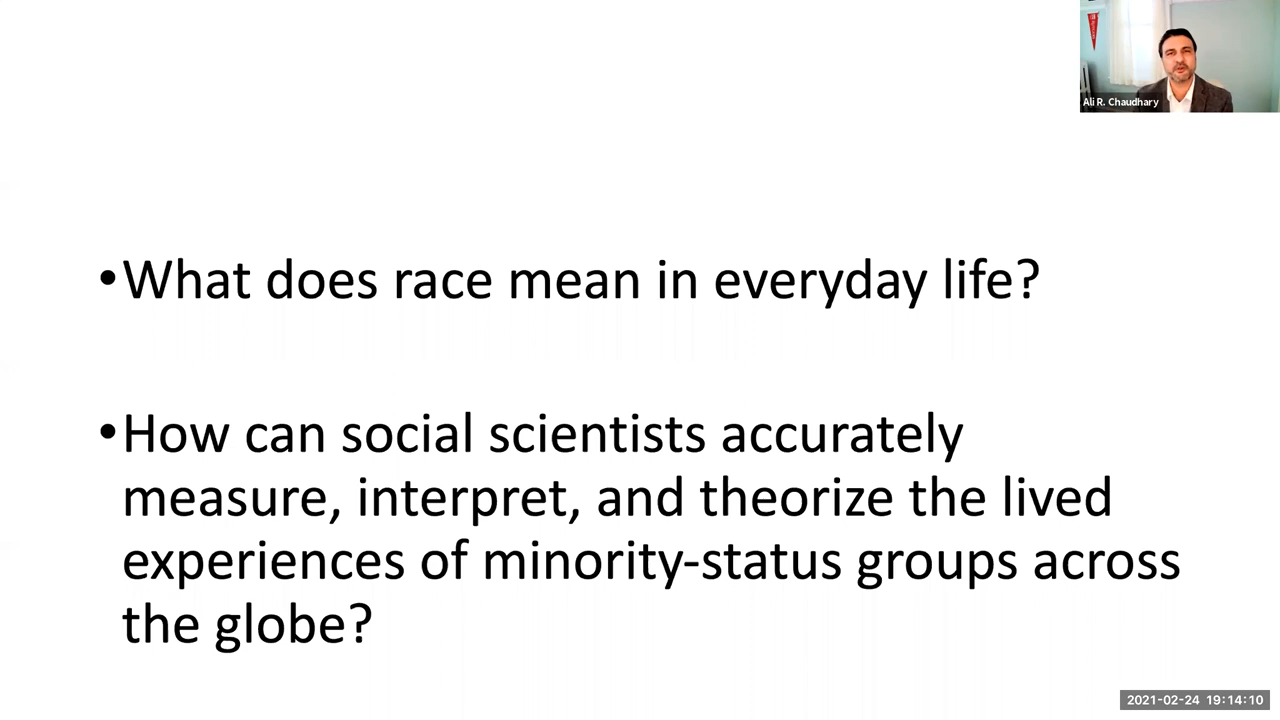 Ali R. Chaudhary
•What does race mean in everyday life?
•How can social scientists accurately
measure, interpret, and theorize the lived
experiences of minority-status groups across
the globe?
2021-02-24 19:14:10